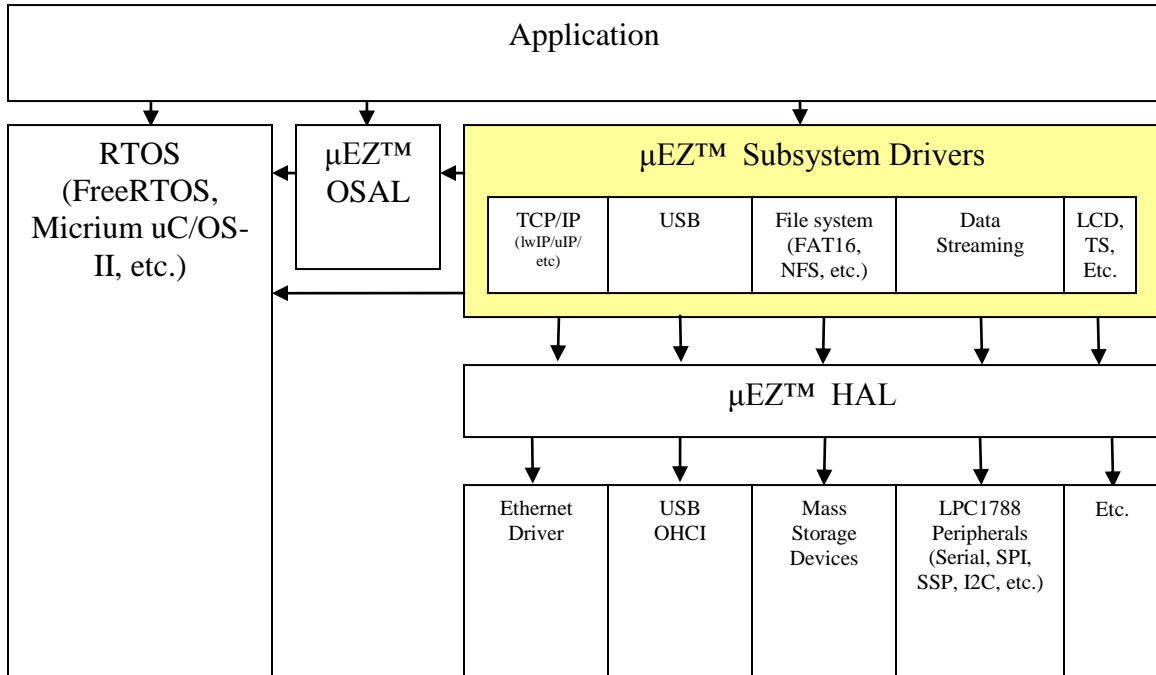 Application
RTOS
(FreeRTOS,
Micrium uC/OS-
II, etc.)
μEZ™
OSAL
μEZ™ Subsystem Drivers
TCP/IP
(lwIP/uIP/
etc)
USB
File system
(FAT16,
NFS, etc.)
Data
Streaming
LCD,
TS,
Etc.
μEZ™ HAL
Ethernet
Driver
USB
OHCI
Mass
Storage
Devices
LPC1788
Peripherals
(Serial, SPI,
SSP, I2C, etc.)
Etc.